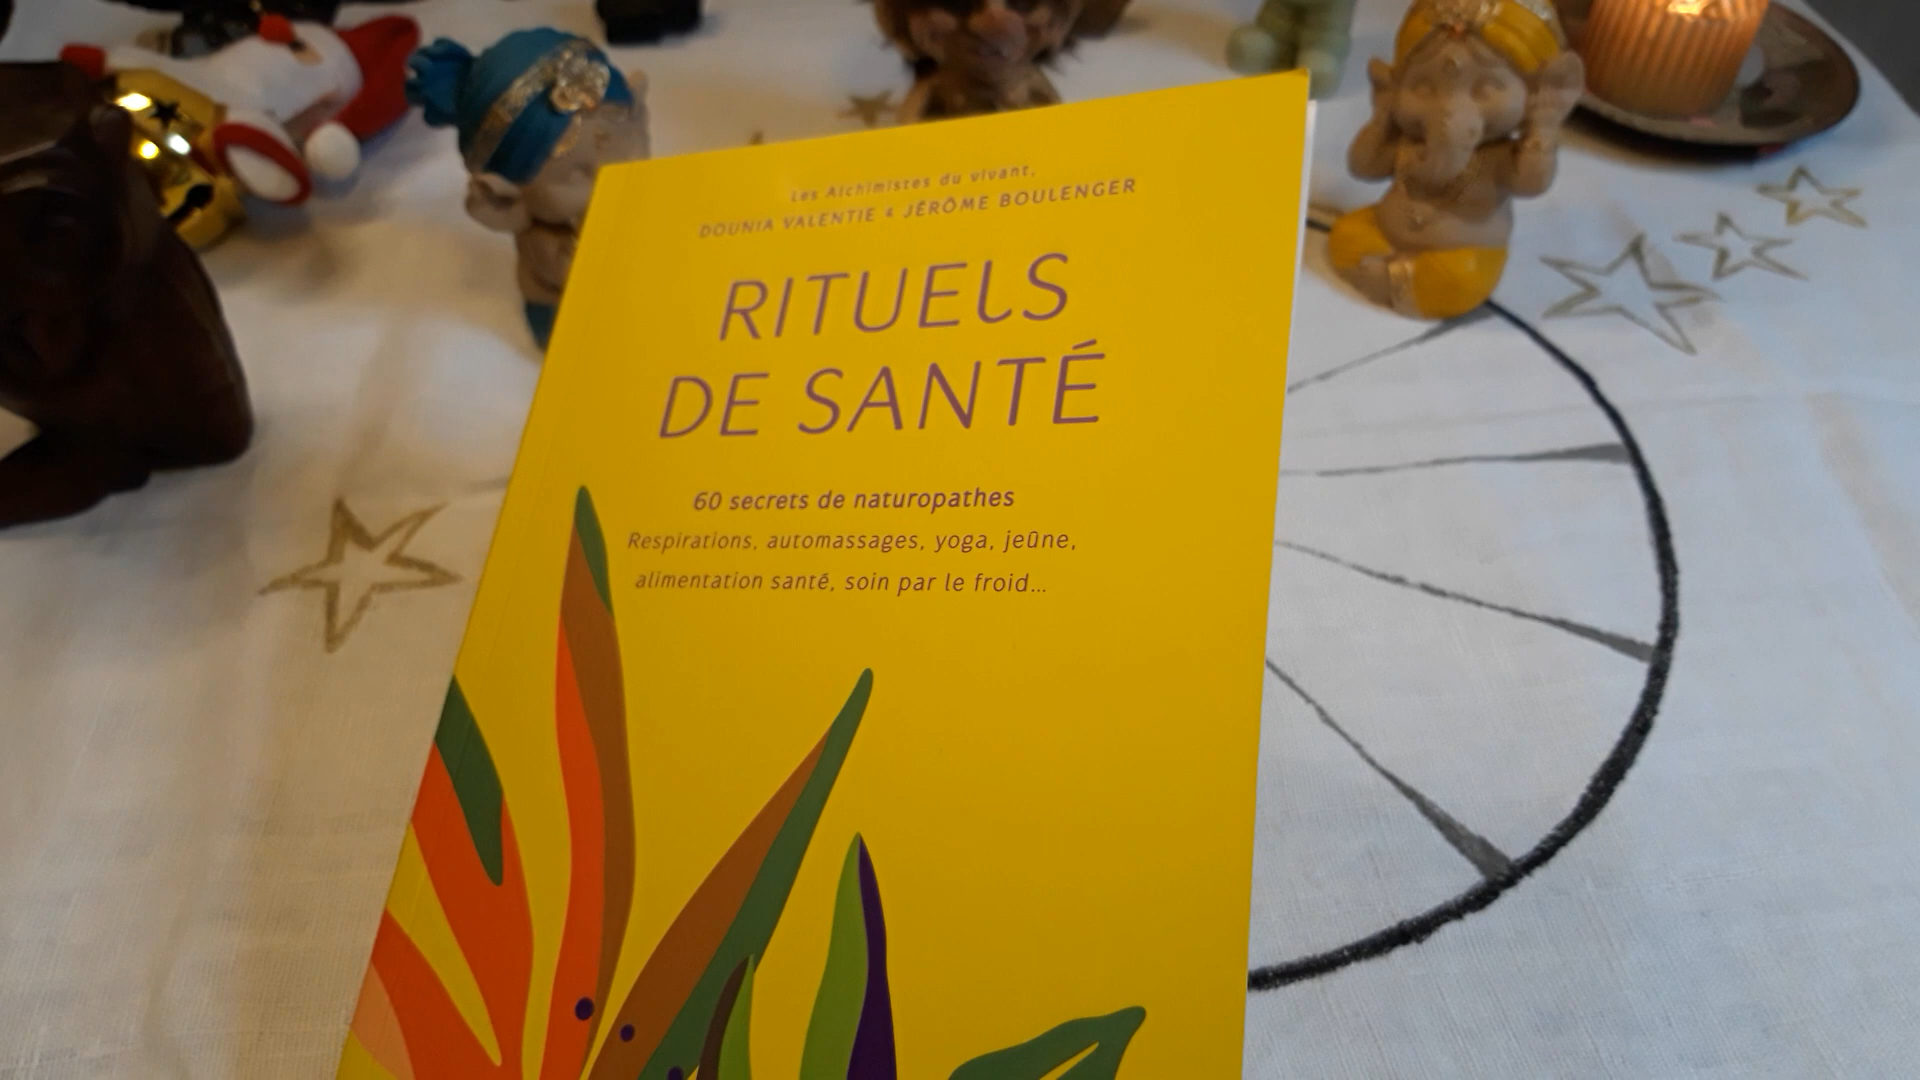 Les Alchimistes du vivant,
DOUNIA VALENTIE & JÉRÔME BOULENGER
RITUELS
DE SANTÉ
60 secrets de naturopathes
Respirations, automassages, yoga, jeûne,
alimentation santé, soin par le froid...